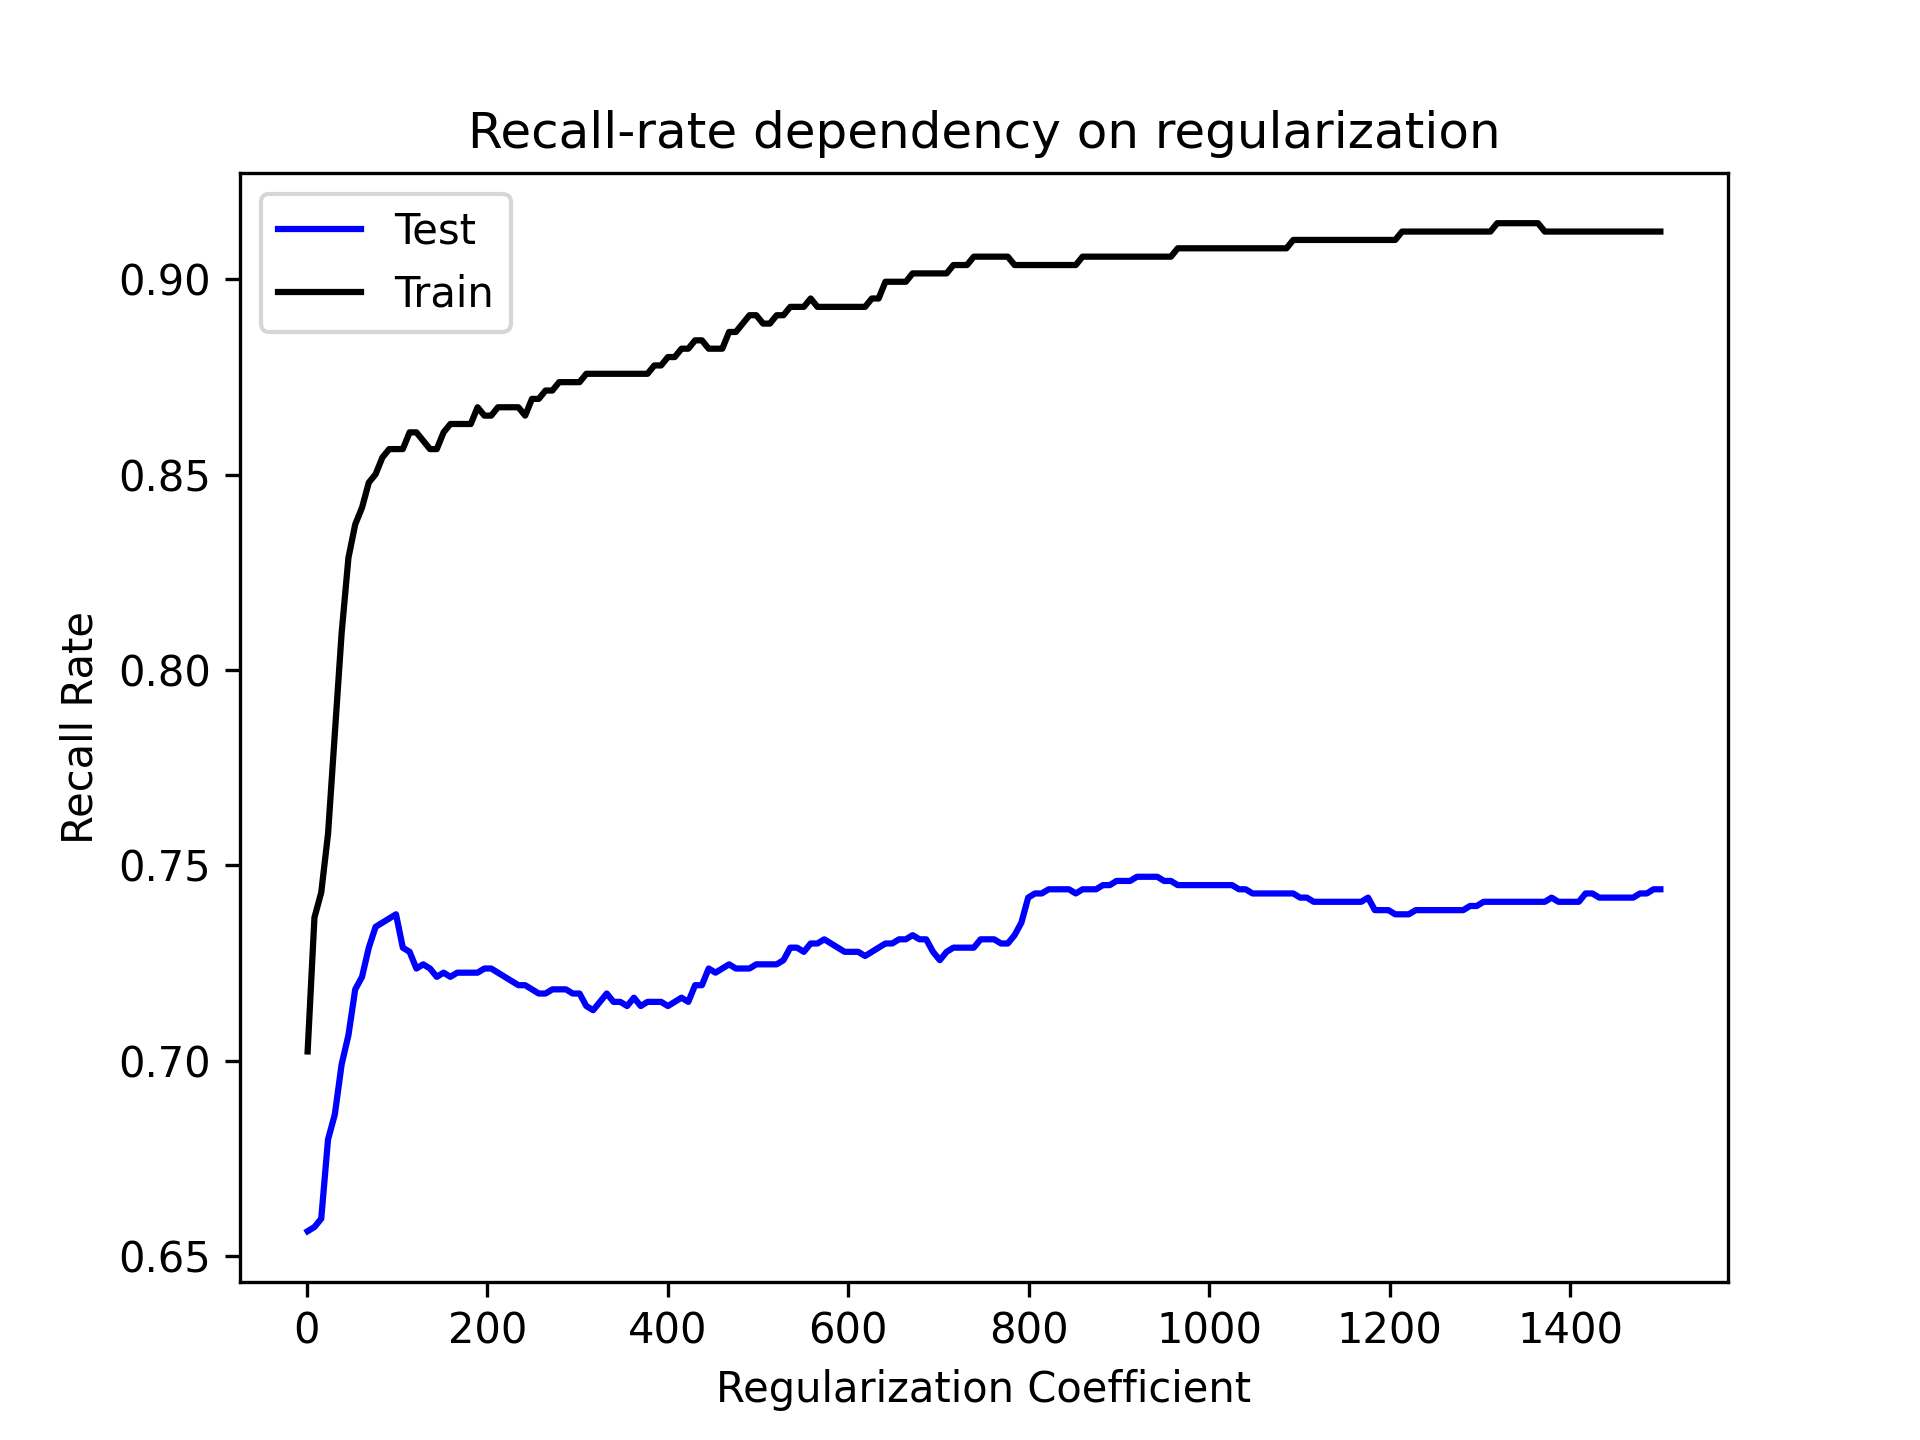 Recall-rate dependency on regularization
Test
Train
0.90
0.85
0.80
0.75
0.70
0.65
Recall Rate
0 200 400 600 800 1000 1200 1400
Regularization Coefficient